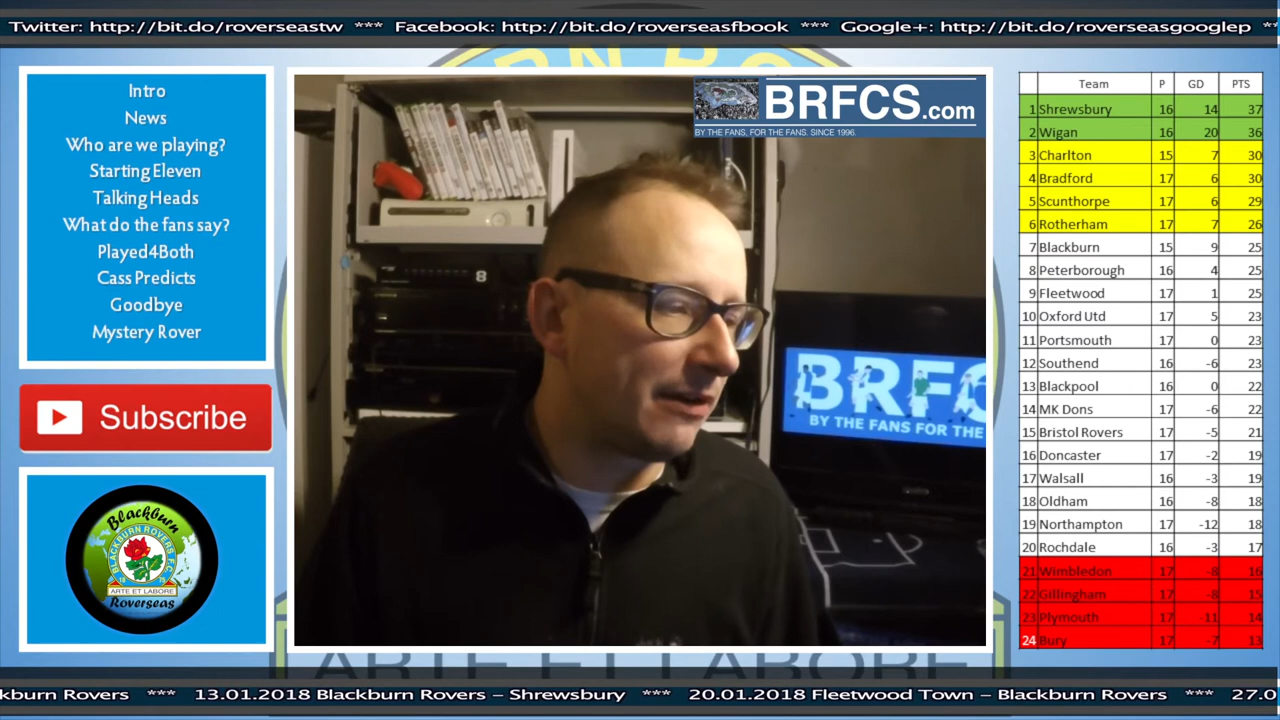 Twitter: http://bit.do/roverseastw *** Facebook: http://bit.do/roverseasfbook *** Google+: http://bit.do/roverseasgooglep **
Intro
News
Who are we playing?
Starting Eleven
Talking Heads
What do the fans say?
Played4Both
Cass Predicts
Goodbye
Mystery Rover
Subscribe
Blackburn
BLACKBURN ROVERS F.C.
18 75
ARTE ET LABORE
Roverseas
BRFCS.com
BY THE FANS, FOR THE FANS. SINCE 1996.
8
BRFC
BY THE FANS FOR THE
Team P GD PTS
1 Shrewsbury 16 14 37
2 Wigan 16 20 36
3 Charlton 15 7 30
4 Bradford 17 6 30
5 Scunthorpe 17 6 29
6 Rotherham 17 7 26
7 Blackburn 15 9 25
8 Peterborough 16 4 25
9 Fleetwood 17 1 25
10 Oxford Utd 17 5 23
11 Portsmouth 17 0 23
12 Southend 16 -6 23
13 Blackpool 16 0 22
14 MK Dons 17 -6 22
15 Bristol Rovers 17 -5 21
16 Doncaster 17 -2 19
17 Walsall 16 -3 19
18 Oldham 16 -8 18
19 Northampton 17 -12 18
20 Rochdale 16 -3 17
21 Wimbledon 17 -8 16
22 Gillingham 17 -8 15
23 Plymouth 17 -11 14
24 Bury 17 -7 13
ARTE ET LABORE
kburn Rovers *** 13.01.2018 Blackburn Rovers – Shrewsbury *** 20.01.2018 Fleetwood Town – Blackburn Rovers *** 27.0